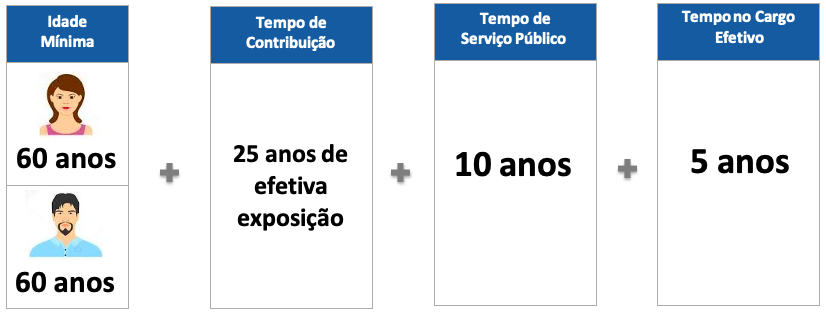 Idade
Mínima
60 anos
60 anos
Tempo de
Contribuição
25 anos de
efetiva
exposição
Tempo de
Serviço Público
10 anos
Tempo no Cargo
Efetivo
5 anos